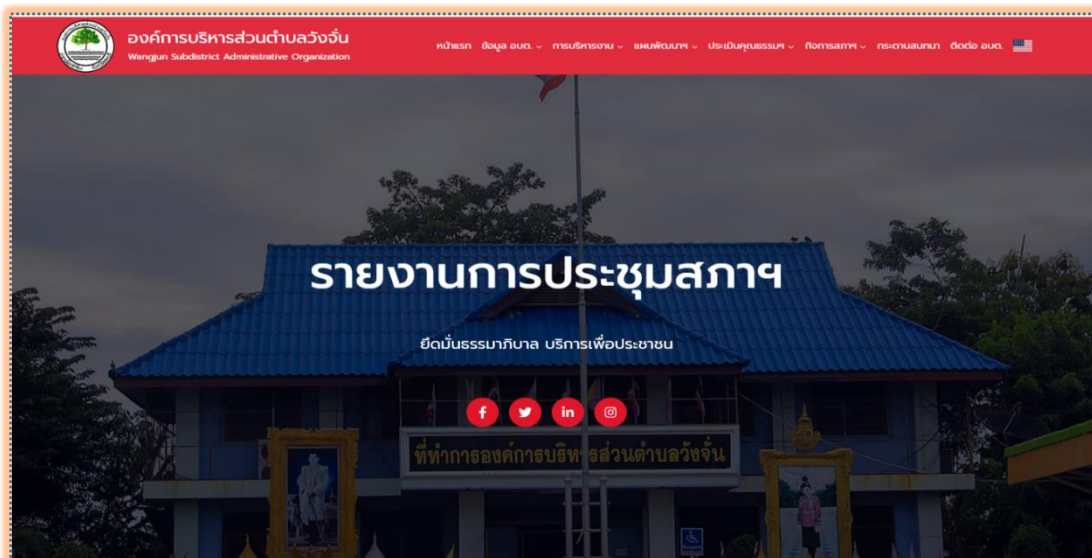 องค์การบริหารส่วนตำบลวังจั่น
Wangjun Subdistrict Administrative Organization
หน้าแรก ข้อมูล อบต. การบริหารงาน แผนพัฒนาฯ ประเมินคุณธรรมฯ กิจการสภาฯ กระดานสนทนา ติดต่อ อบต.
รายงานการประชุมสภาฯ
ยึดมั่นธรรมาภิบาล บริการเพื่อประชาชน
ที่ทำการองค์การบริหารส่วนตำบลวังจั่น